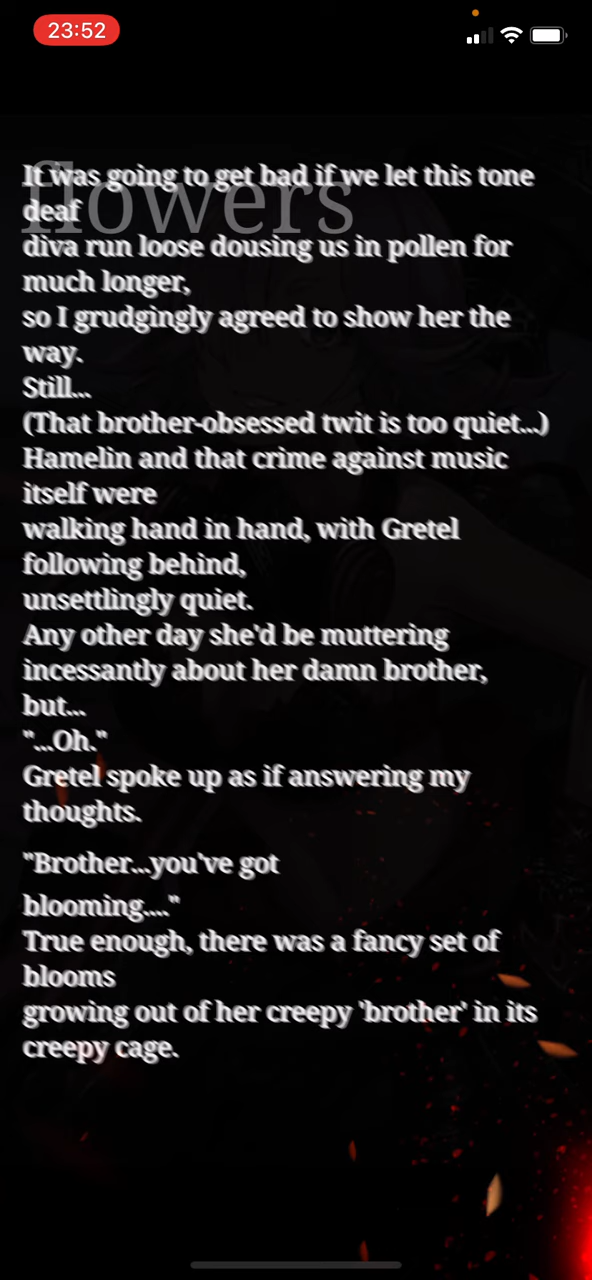 23:52
flowers
It was going to get bad if we let this tone
deaf
diva run loose dousing us in pollen for
much longer,
so I grudgingly agreed to show her the
way.
Still...
(That brother-obsessed twit is too quiet...)
Hamelin and that crime against music
itself were
walking hand in hand, with Gretel
following behind,
unsettlingly quiet.
Any other day she'd be muttering
incessantly about her damn brother,
but...
"...Oh."
Gretel spoke up as if answering my
thoughts.
"Brother...you've got
blooming...."
True enough, there was a fancy set of
blooms
growing out of her creepy 'brother' in its
creepy cage.